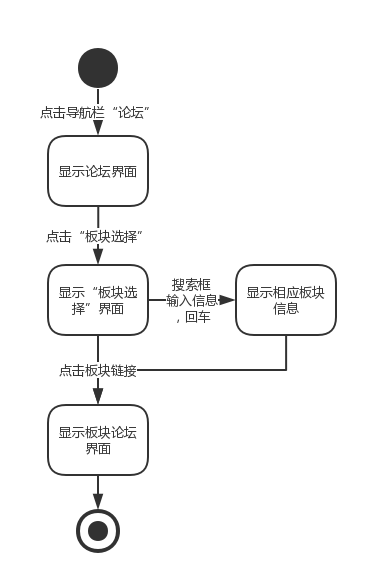 点击导航栏“论坛”
显示论坛界面
点击“板块选择”
显示“板块选
择”界面
搜索框
输入信息
，回车
显示相应板块
信息
点击板块链接
显示板块论坛
界面